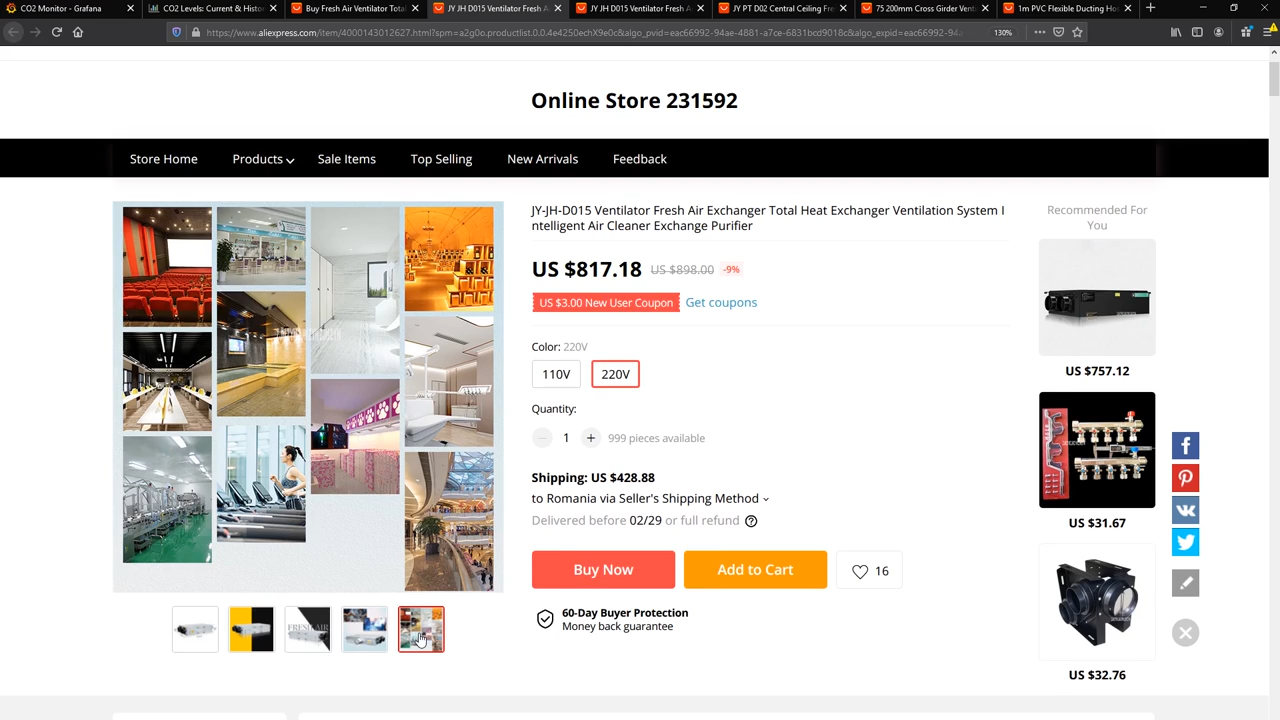 CO2 Monitor - Grafana
CO2 Levels: Current & Histor
Buy Fresh Air Ventilator Total
JY JH D015 Ventilator Fresh A
JY JH D015 Ventilator Fresh A
JY PT D02 Central Ceiling Fre
75 200mm Cross Girder Vent
1m PVC Flexible Ducting Ho
https://www.aliexpress.com/item/4000143012627.html?spm=a2g0o.productlist.0.0.4e4250echX9e0c&algo_pvid=eac66992-94ae-4881-a7ce-6831bcd9018c&algo_expid=eac66992-94a
130%
Online Store 231592
Store Home
Products
Sale Items
Top Selling
New Arrivals
Feedback
JY-JH-D015 Ventilator Fresh Air Exchanger Total Heat Exchanger Ventilation System I
ntelligent Air Cleaner Exchange Purifier
US $817.18 US $898.00 -9%
US $3.00 New User Coupon Get coupons
Color: 220V
110V
220V
Quantity:
1
999 pieces available
Shipping: US $428.88
to Romania via Seller's Shipping Method
Delivered before 02/29 or full refund
Buy Now
Add to Cart
16
60-Day Buyer Protection
Money back guarantee
FRESH AIR
Recommended For
You
US $757.12
US $31.67
US $32.76